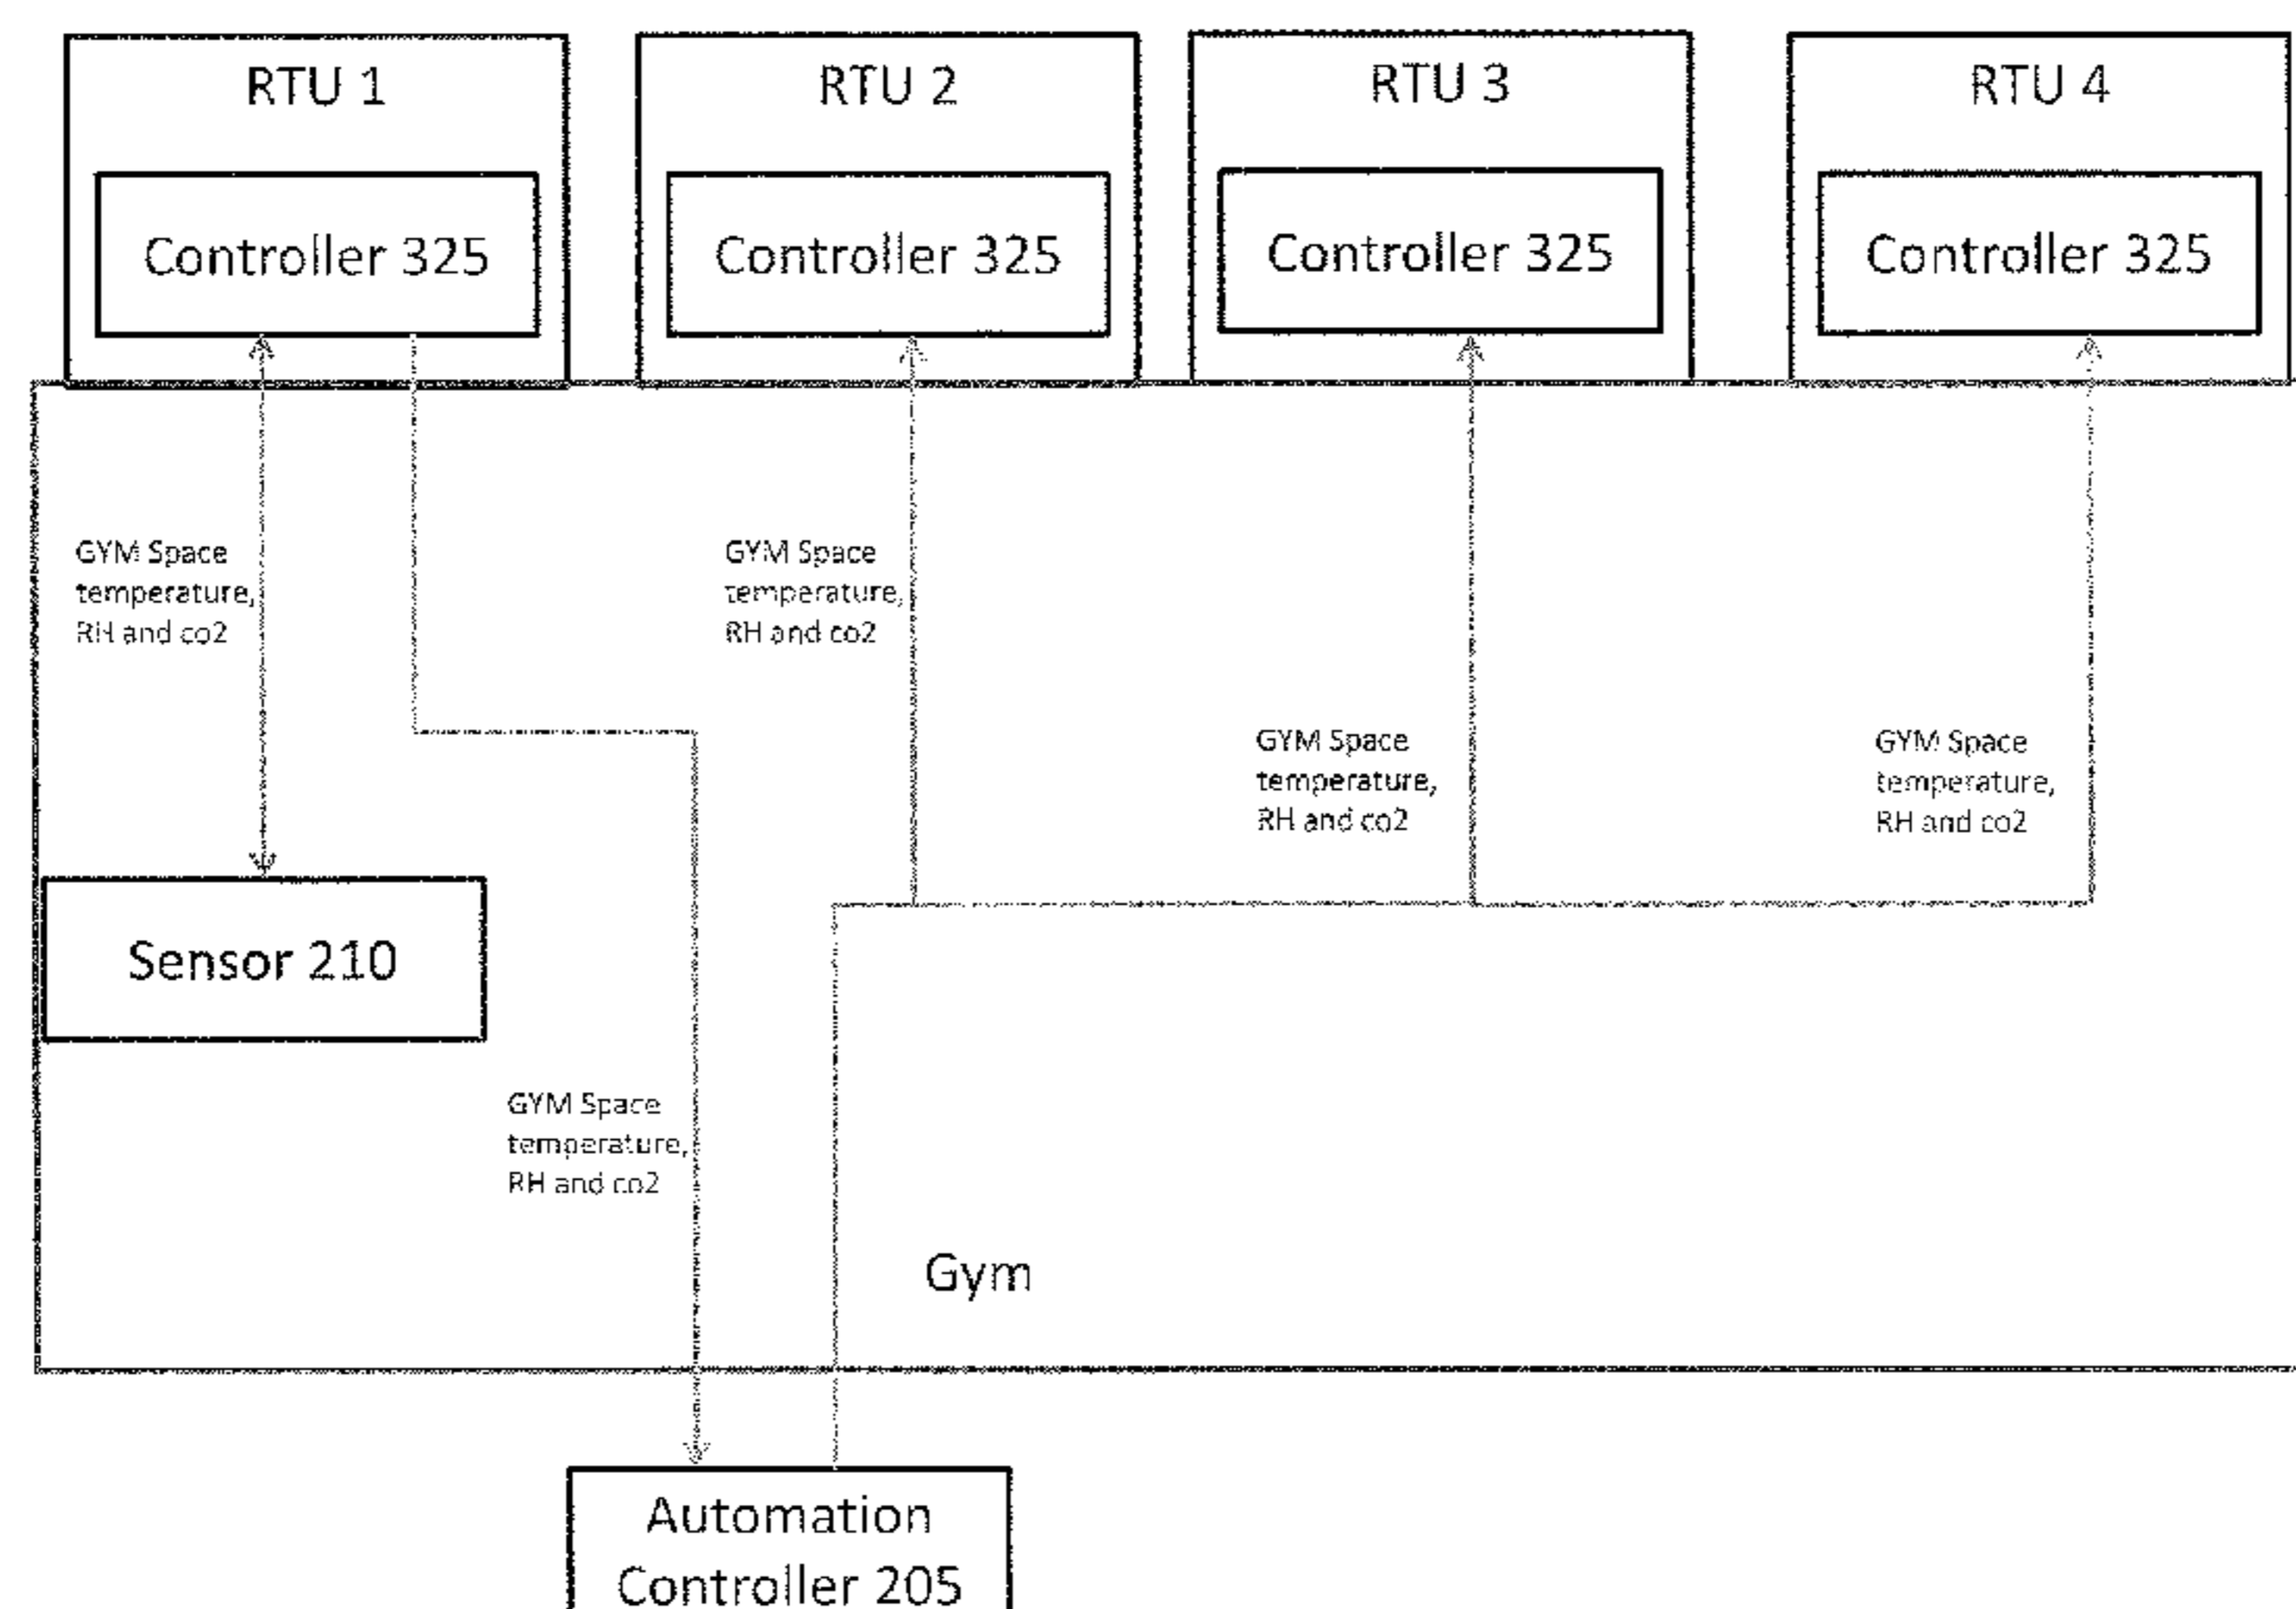 RTU 1
RTU 2
RTU 3
RTU 4
Controller 325
Controller 325
Controller 325
Controller 325
GYM Space
temperature,
RH and co2
GYM Space
temperature,
RH and co2
GYM Space
temperature,
RH and co2
GYM Space
temperature,
RH and co2
Sensor 210
GYM Space
temperature,
RH and co2
Gym
Automation
Controller 205